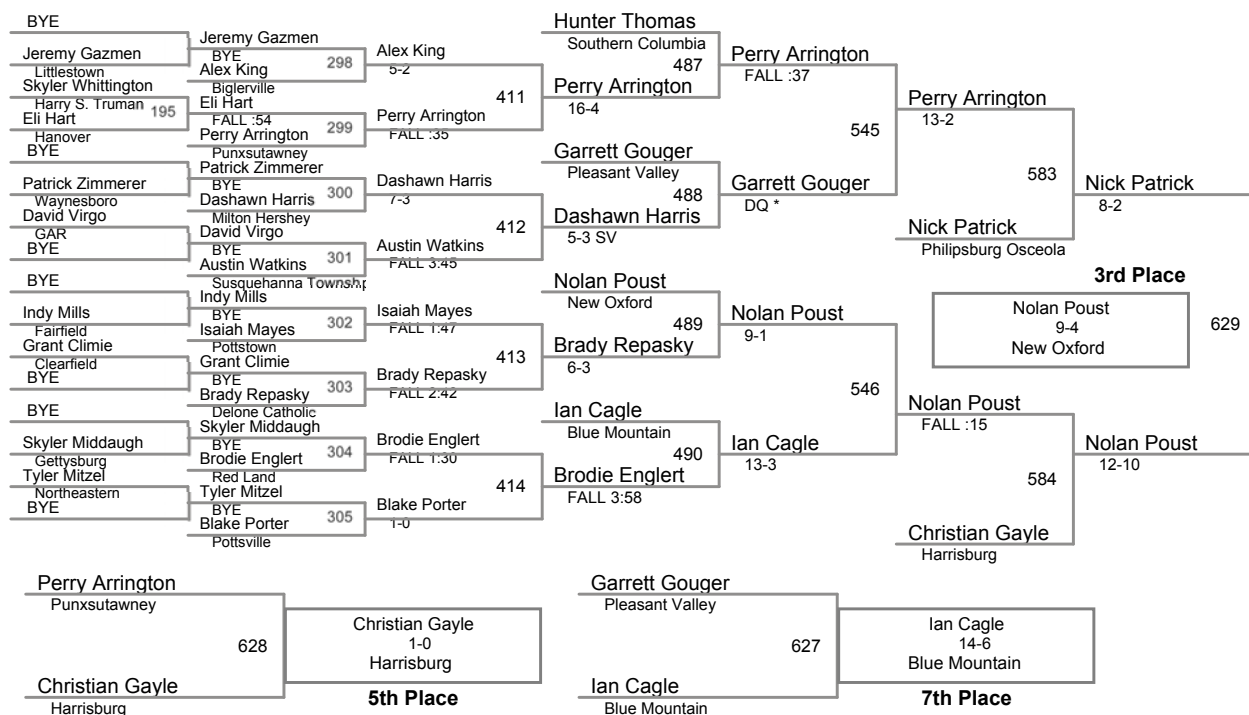 BYE
Jeremy Gazmen
Littlestown
Skyler Whittington
Harry S. Truman
195
Eli Hart
Hanover
BYE
Patrick Zimmerer
Waynesboro
David Virgo
GAR
BYE
BYE
Indy Mills
Fairfield
Grant Climie
Clearfield
BYE
BYE
Skyler Middaugh
Gettysburg
Tyler Mitzel
Northeastern
BYE
Jeremy Gazmen
BYE
298
Alex King
Biglerville
Eli Hart
FALL :54
299
Perry Arrington
Punxsutawney
Patrick Zimmerer
BYE
300
Dashawn Harris
Milton Hershey
David Virgo
BYE
301
Austin Watkins
Susquehanna Township
Indy Mills
BYE
302
Isaiah Mayes
Pottstown
Grant Climie
BYE
303
Brady Repasky
Delone Catholic
Skyler Middaugh
BYE
304
Brodie Englert
Red Land
Tyler Mitzel
BYE
305
Blake Porter
Pottsville
Alex King
5-2
411
Perry Arrington
FALL :35
Dashawn Harris
7-3
412
Austin Watkins
FALL 3:45
Isaiah Mayes
FALL 1:47
413
Brady Repasky
FALL 2:42
Brodie Englert
FALL 1:30
414
Blake Porter
1-0
Hunter Thomas
Southern Columbia
487
Perry Arrington
16-4
Garrett Gouger
Pleasant Valley
488
Dashawn Harris
5-3 SV
Nolan Poust
New Oxford
489
Brady Repasky
6-3
Ian Cagle
Blue Mountain
490
Brodie Englert
FALL 3:58
Perry Arrington
FALL :37
545
Garrett Gouger
DQ *
Nolan Poust
9-1
546
Ian Cagle
13-3
Perry Arrington
13-2
583
Nick Patrick
Philipsburg Osceola
Nick Patrick
8-2
3rd Place
Nolan Poust
9-4
New Oxford
629
Nolan Poust
FALL :15
584
Christian Gayle
Harrisburg
Nolan Poust
12-10
Perry Arrington
Punxsutawney
628
Christian Gayle
Harrisburg
Christian Gayle
1-0
Harrisburg
5th Place
Garrett Gouger
Pleasant Valley
627
Ian Cagle
Blue Mountain
Ian Cagle
14-6
Blue Mountain
7th Place